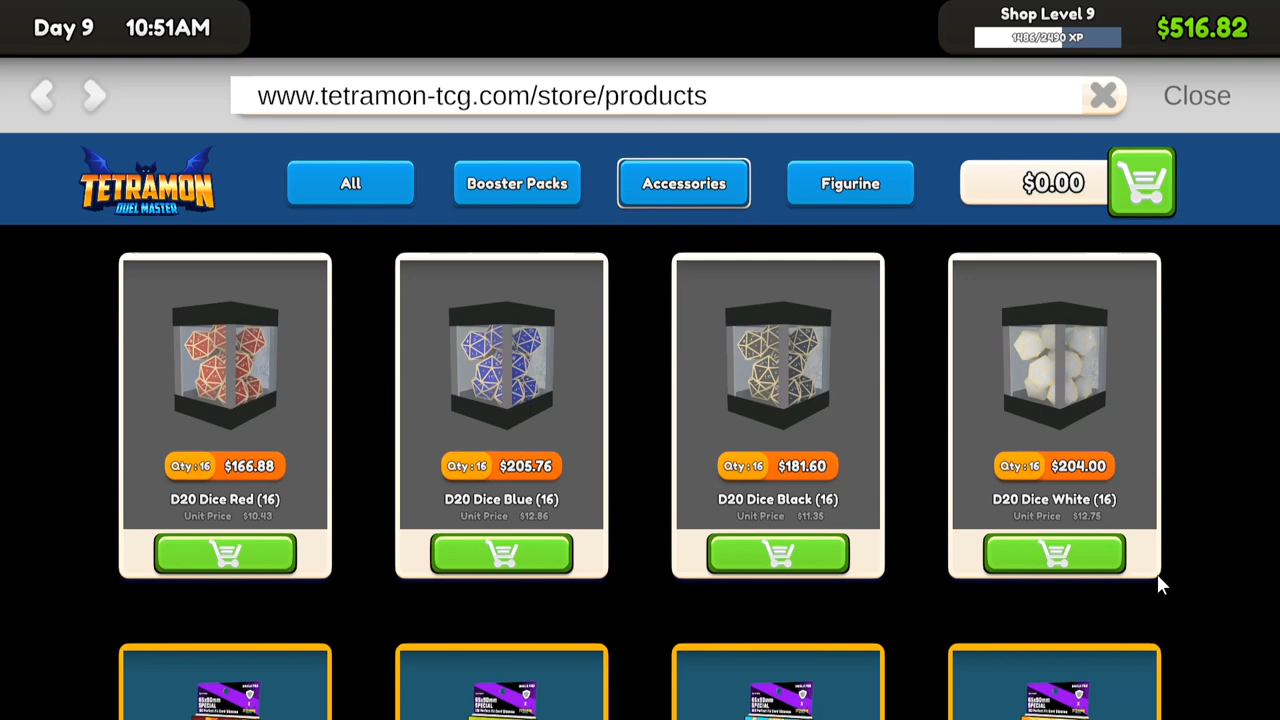 Day 9 10:51AM
Shop Level 9
1486/2490 XP
$516.82
www.tetramon-tcg.com/store/products
Close
TETRAMON
DUEL MASTER
All
Booster Packs
Accessories
Figurine
$0.00
Qty : 16 $166.88
D20 Dice Red (16)
Unit Price $10.43
Qty : 16 $205.76
D20 Dice Blue (16)
Unit Price $12.86
Qty : 16 $181.60
D20 Dice Black (16)
Unit Price $11.35
Qty : 16 $204.00
D20 Dice White (16)
Unit Price $12.75
SPECIAL
SPECIAL
SPECIAL
SPECIAL